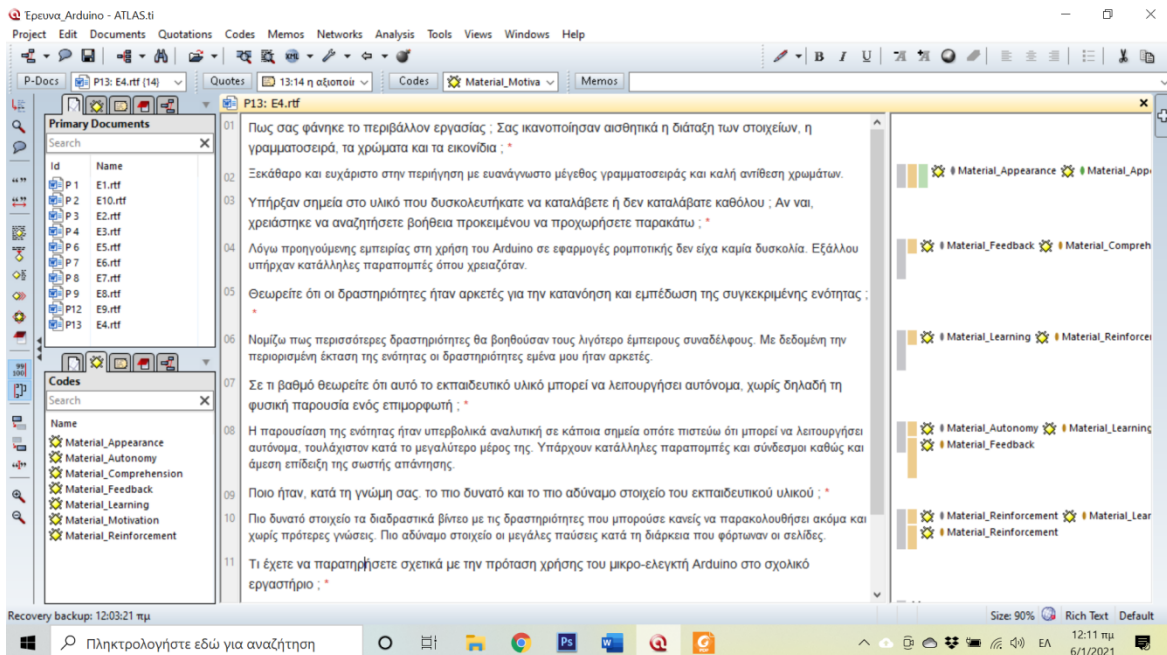 Έρευνα_Arduino - ATLAS.ti
Project Edit Documents Quotations Codes Memos Networks Analysis Tools Views Windows Help
B I U
P-Docs P13: E4.rtf (14) Quotes 13:14 η αξιοποίι Codes Material_Motiva Memos
P13: E4.rtf
Primary Documents
Search
Id Name
P 1 E1.rtf
P 2 E10.rtf
P 3 E2.rtf
P 4 E3.rtf
P 6 E5.rtf
P 7 E6.rtf
P 8 E7.rtf
P 9 E8.rtf
P12 E9.rtf
P13 E4.rtf
Codes
Search
Name
Material_Appearance
Material_Autonomy
Material_Comprehension
Material_Feedback
Material_Learning
Material_Motivation
Material_Reinforcement
01 Πως σας φάνηκε το περιβάλλον εργασίας ; Σας ικανοποίησαν αισθητικά η διάταξη των στοιχείων, η
γραμματοσειρά, τα χρώματα και τα εικονίδια ; *
02 Ξεκάθαρο και ευχάριστο στην περιήγηση με ευανάγνωστο μέγεθος γραμματοσειράς και καλή αντίθεση χρωμάτων.
03 Υπήρξαν σημεία στο υλικό που δυσκολευτήκατε να καταλάβετε ή δεν καταλάβατε καθόλου ; Αν ναι,
χρειάστηκε να αναζητήσετε βοήθεια προκειμένου να προχωρήσετε παρακάτω ; *
04 Λόγω προηγούμενης εμπειρίας στη χρήση του Arduino σε εφαρμογές ρομποτικής δεν είχα καμία δυσκολία. Εξάλλου
υπήρχαν κατάλληλες παραπομπές όπου χρειαζόταν.
05 Θεωρείτε ότι οι δραστηριότητες ήταν αρκετές για την κατανόηση και εμπέδωση της συγκεκριμένης ενότητας ;
*
06 Νομίζω πως περισσότερες δραστηριότητες θα βοηθούσαν τους λιγότερο έμπειρους συναδέλφους. Με δεδομένη την
περιορισμένη έκταση της ενότητας οι δραστηριότητες εμένα μου ήταν αρκετές.
07 Σε τι βαθμό θεωρείτε ότι αυτό το εκπαιδευτικό υλικό μπορεί να λειτουργήσει αυτόνομα, χωρίς δηλαδή τη
φυσική παρουσία ενός επιμορφωτή ; *
08 Η παρουσίαση της ενότητας ήταν υπερβολικά αναλυτική σε κάποια σημεία οπότε πιστεύω ότι μπορεί να λειτουργήσει
αυτόνομα, τουλάχιστον κατά το μεγαλύτερο μέρος της. Υπάρχουν κατάλληλες παραπομπές και σύνδεσμοι καθώς και
άμεση επίδειξη της σωστής απάντησης.
09 Ποιο ήταν, κατά τη γνώμη σας. το πιο δυνατό και το πιο αδύναμο στοιχείο του εκπαιδευτικού υλικού ; *
10 Πιο δυνατό στοιχείο τα διαδραστικά βίντεο με τις δραστηριότητες που μπορούσε κανείς να παρακολουθήσει ακόμα και
χωρίς πρότερες γνώσεις. Πιο αδύναμο στοιχείο οι μεγάλες παύσεις κατά τη διάρκεια που φόρτωναν οι σελίδες.
11 Τι έχετε να παρατηρήσετε σχετικά με την πρόταση χρήσης του μικρο-ελεγκτή Arduino στο σχολικό
εργαστήριο ; *
Material_Appearance Material_App
Material_Feedback Material_Compreh
Material_Learning Material_Reinforce
Material_Autonomy Material_Learning
Material_Feedback
Material_Reinforcement Material_Lear
Material_Reinforcement
Recovery backup: 12:03:21 πμ Size: 90% Rich Text Default
Πληκτρολογήστε εδώ για αναζήτηση
Ps
ΕΛ
12:11 πμ
6/1/2021